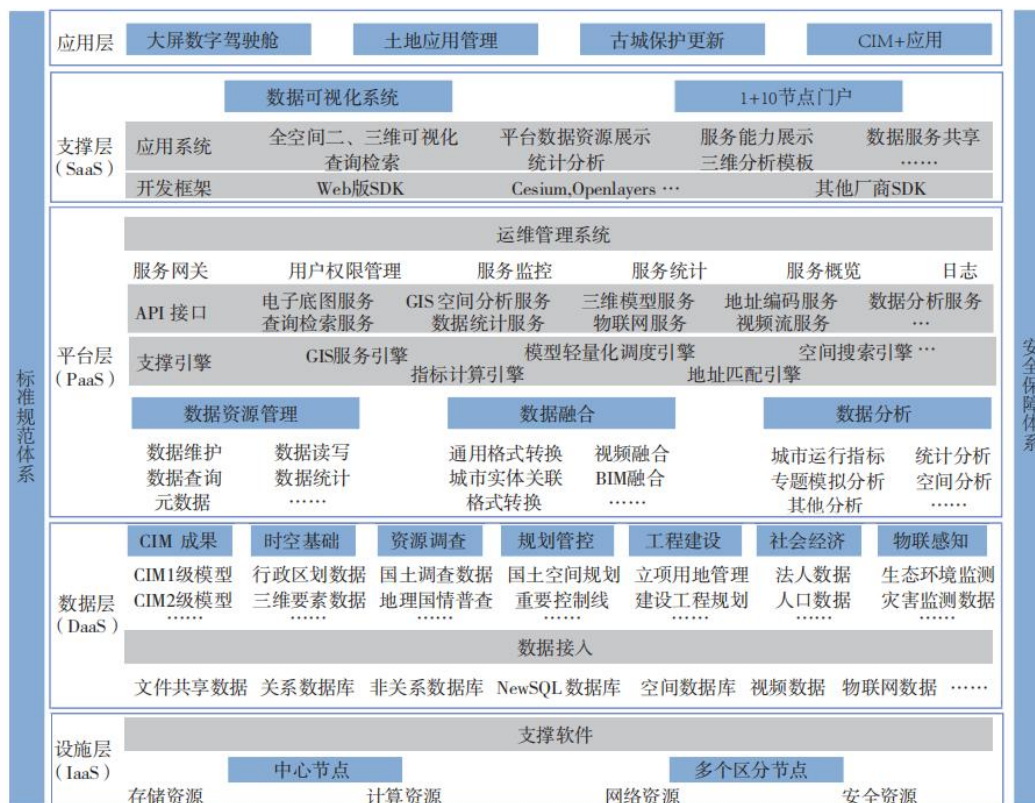 标准规范体系
应用层
大屏数字驾驶舱 土地应用管理 古城保护更新 CIM+应用
支撑层
(SaaS)
数据可视化系统 1+10节点门户
应用系统
全空间二、三维可视化 平台数据资源展示 服务能力展示 数据服务共享
查询检索 统计分析 三维分析模板 ……
开发框架 Web版SDK Cesium,Openlayers … 其他厂商SDK
平台层
(PaaS)
运维管理系统
服务网关 用户权限管理 服务监控 服务统计 服务概览 日志
API 接口
电子底图服务 GIS 空间分析服务 三维模型服务 地址编码服务 数据分析服务
查询检索服务 数据统计服务 物联网服务 视频流服务 …
支撑引擎
GIS服务引擎 模型轻量化调度引擎 空间搜索引擎 …
指标计算引擎 地址匹配引擎
数据资源管理 数据融合 数据分析
数据维护 数据读写 通用格式转换 视频融合 城市运行指标 统计分析
数据查询 数据统计 城市实体关联 BIM融合 专题模拟分析 空间分析
元数据 …… 格式转换 …… 其他分析 ……
数据层
(DaaS)
CIM 成果 时空基础 资源调查 规划管控 工程建设 社会经济 物联感知
CIM1级模型 行政区划数据 国土调查数据 国土空间规划 立项用地管理 法人数据 生态环境监测
CIM2级模型 三维要素数据 地理国情普查 重要控制线 建设工程规划 人口数据 灾害监测数据
…… …… …… …… …… …… ……
数据接入
文件共享数据 关系数据库 非关系数据库 NewSQL 数据库 空间数据库 视频数据 物联网数据 ……
设施层
(IaaS)
支撑软件
中心节点 多个区分节点
存储资源 计算资源 网络资源 安全资源
安全保障体系